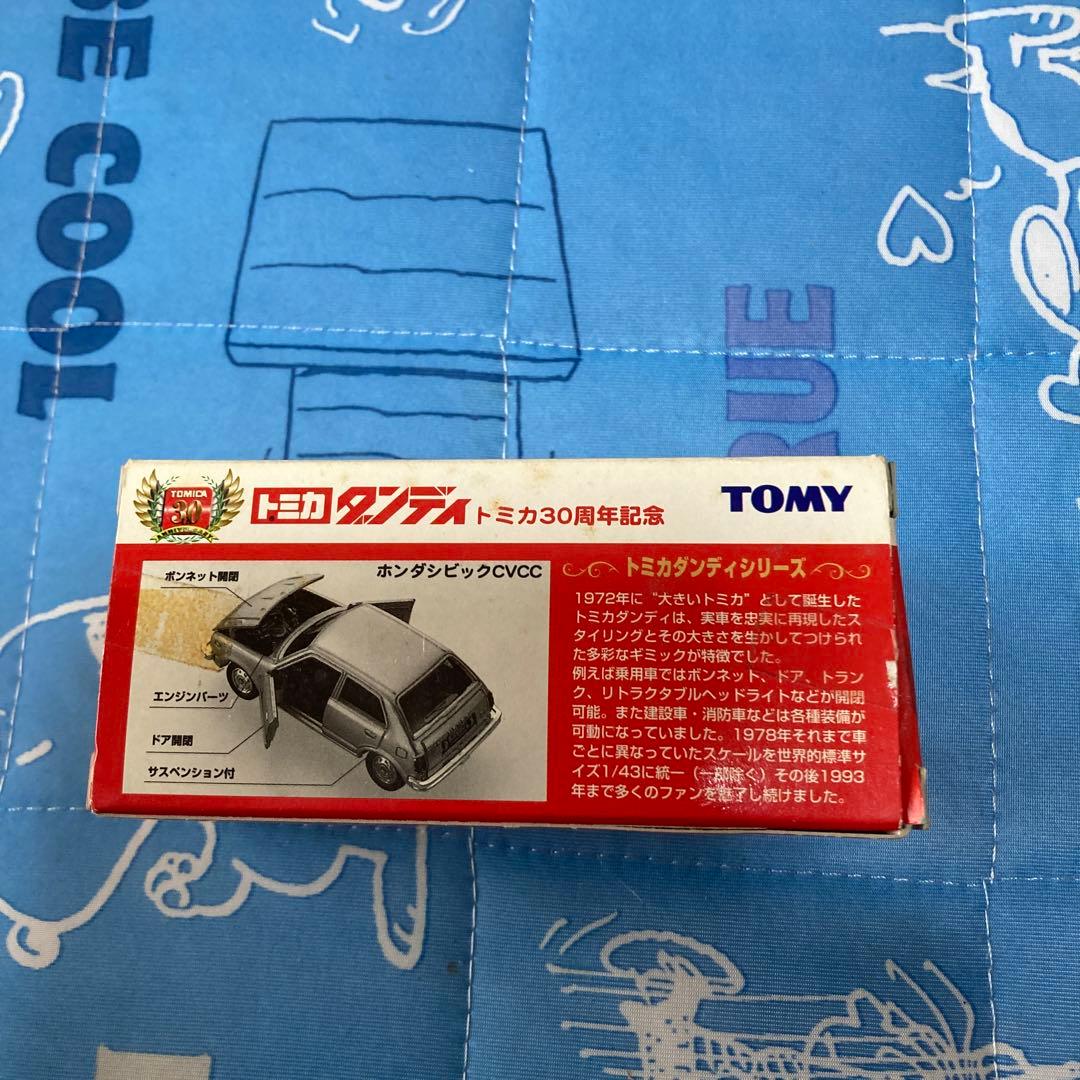 BE COOL
TRUE
TOMICA
30
ANNIVERSARY
トミカ ダンディ トミカ30周年記念
TOMY
ボンネット開閉
ホンダシビックCVCC
エンジンパーツ
ドア開閉
サスペンション付
トミカダンディシリーズ
1972年に“大きいトミカ”として誕生した
トミカダンディは、実車を忠実に再現したス
タイリングとその大きさを生かしてつけられ
た多彩なギミックが特徴でした。
例えば乗用車ではボンネット、ドア、トラン
ク、リトラクタブルヘッドライトなどが開閉
可能。また建設車・消防車などは各種装備が
可動になっていました。1978年それまで車
ごとに異なっていたスケールを世界的標準サ
イズ1/43に統一（一部除く）その後1993
年まで多くのファンを魅了し続けました。